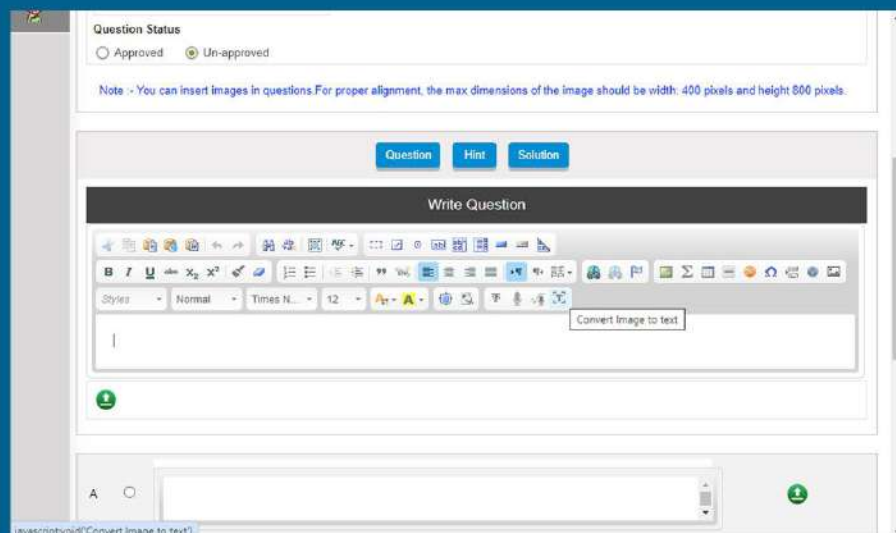 Question Status
Approved Un-approved
Note :- You can insert images in questions.For proper alignment, the max dimensions of the image should be width: 400 pixels and height 800 pixels.
Question Hint Solution
Write Question
B I U abc X2 X²
Styles Normal Times N... 12
Convert Image to text
A
javascript:void('Convert Image to text')